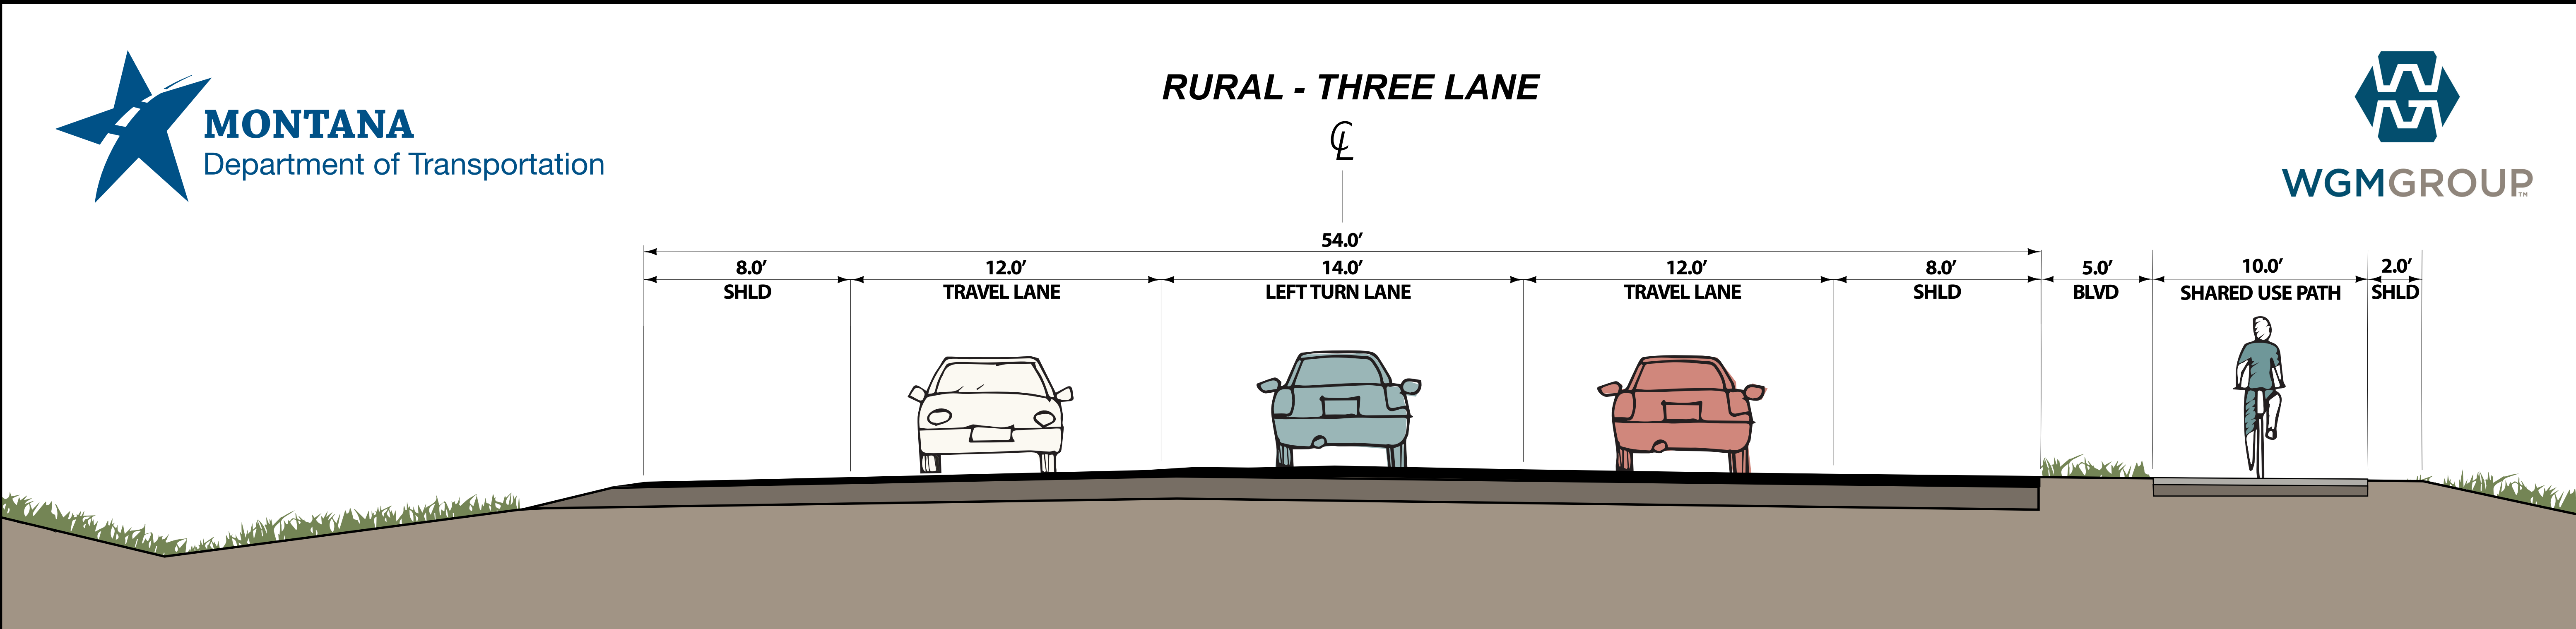 MONTANA
Department of Transportation
RURAL - THREE LANE
℄
WGMGROUP™
54.0′
8.0′ 12.0′ 14.0′ 12.0′ 8.0′ 5.0′ 10.0′ 2.0′
SHLD TRAVEL LANE LEFT TURN LANE TRAVEL LANE SHLD BLVD SHARED USE PATH SHLD